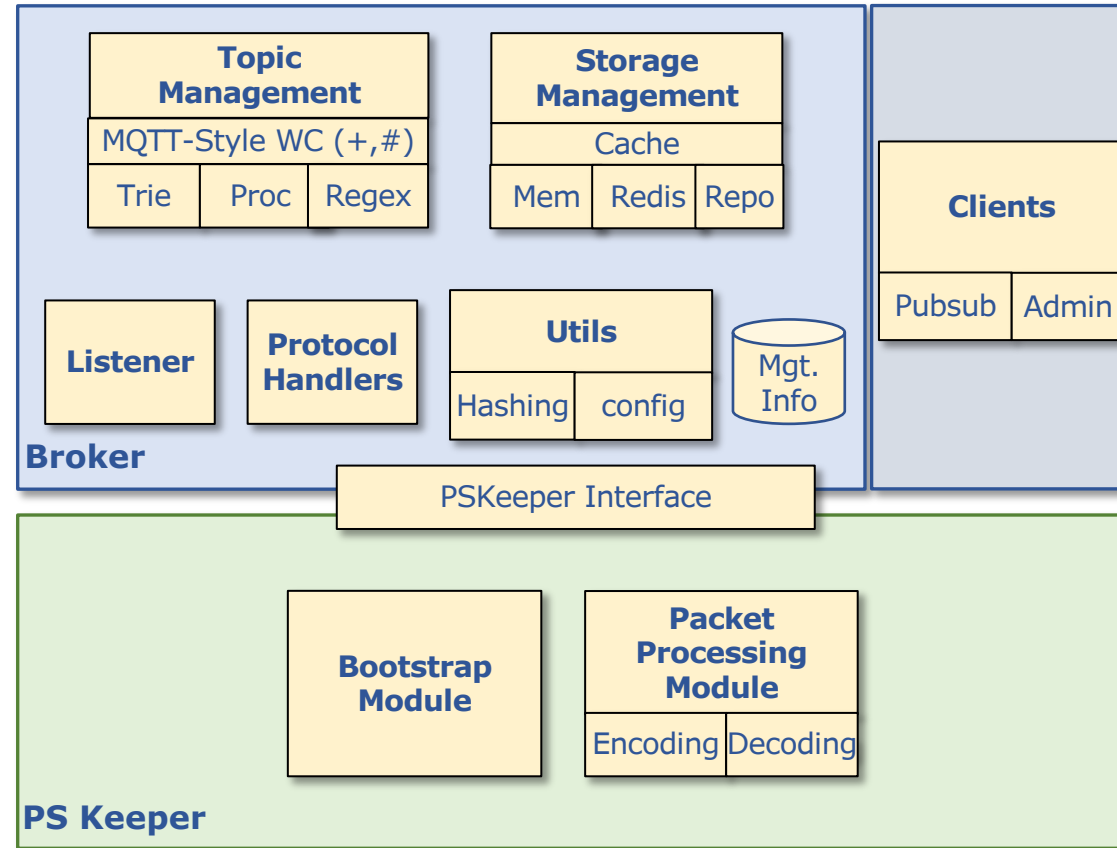 Topic
Management
MQTT-Style WC (+,#)
Trie
Proc
Regex
Storage
Management
Cache
Mem
Redis
Repo
Clients
Pubsub
Admin
Listener
Protocol
Handlers
Utils
Hashing
config
Mgt.
Info
Broker
PSKeeper Interface
Bootstrap
Module
Packet
Processing
Module
Encoding
Decoding
PS Keeper